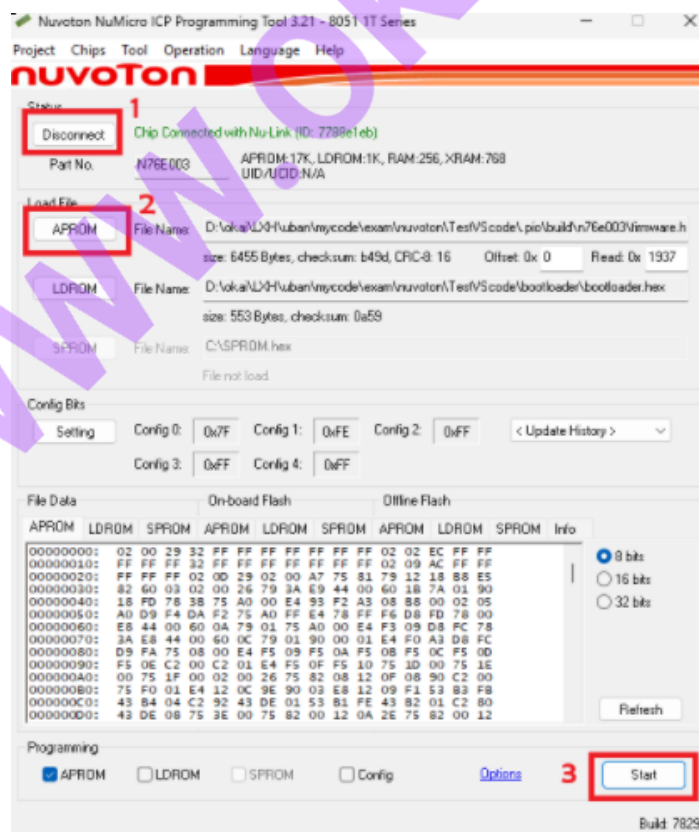 Nuvoton NuMicro ICP Programming Tool 3.21 - 8051 1T Series
Project Chips Tool Operation Language Help
nuvoTon
Status
1
Disconnect Chip Connected with Nu-Link (ID: 7788e1eb)
Part No. N76E003 APROM:17K, LDROM:1K, RAM:256, XRAM:768
UID/UCID:N/A
Load File
2
APROM File Name: D:\okai\LXH\uban\mycode\exam\nuvoton\TestVScode\.pio\build\n76e003\firmware.h
size: 6455 Bytes, checksum: b49d, CRC-8: 16 Offset: 0x 0 Read: 0x 1937
LDROM File Name: D:\okai\LXH\uban\mycode\exam\nuvoton\TestVScode\bootloader\bootloader.hex
size: 553 Bytes, checksum: 0a59
SPROM File Name: C:\SPROM.hex
File not load.
Config Bits
Setting Config 0: 0x7F Config 1: 0xFE Config 2: 0xFF < Update History >
Config 3: 0xFF Config 4: 0xFF
File Data On-board Flash Offline Flash
APROM LDROM SPROM APROM LDROM SPROM APROM LDROM SPROM Info
00000000: 02 00 29 32 FF FF FF FF FF FF FF 02 02 EC FF FF
00000010: FF FF FF 32 FF FF FF FF FF FF FF 02 09 AC FF FF
00000020: FF FF FF 02 0D 29 02 00 A7 75 81 79 12 18 B8 E5
00000030: 82 60 03 02 00 26 79 3A E9 44 00 60 1B 7A 01 90
00000040: 18 FD 78 3B 75 A0 00 E4 93 F2 A3 08 B8 00 02 05
00000050: A0 D9 F4 DA F2 75 A0 FF E4 78 FF F6 D8 FD 78 00
00000060: E8 44 00 60 0A 79 01 75 A0 00 E4 F3 09 D8 FC 78
00000070: 3A E8 44 00 60 0C 79 01 90 00 01 E4 F0 A3 D8 FC
00000080: D9 FA 75 08 00 E4 F5 09 F5 0A F5 0B F5 0C F5 0D
00000090: F5 0E C2 00 C2 01 E4 F5 0F F5 10 75 1D 00 75 1E
000000A0: 00 75 1F 00 02 00 26 75 82 08 12 0F 08 90 C2 00
000000B0: 75 F0 01 E4 12 0C 9E 90 03 E8 12 09 F1 53 B3 FB
000000C0: 43 B4 04 C2 92 43 DE 01 53 B1 FE 43 B2 01 C2 80
000000D0: 43 DE 08 75 3E 00 75 82 00 12 0A 2E 75 82 00 12
8 bits
16 bits
32 bits
Refresh
Programming
APROM LDROM SPROM Config Options 3 Start
Build: 7829